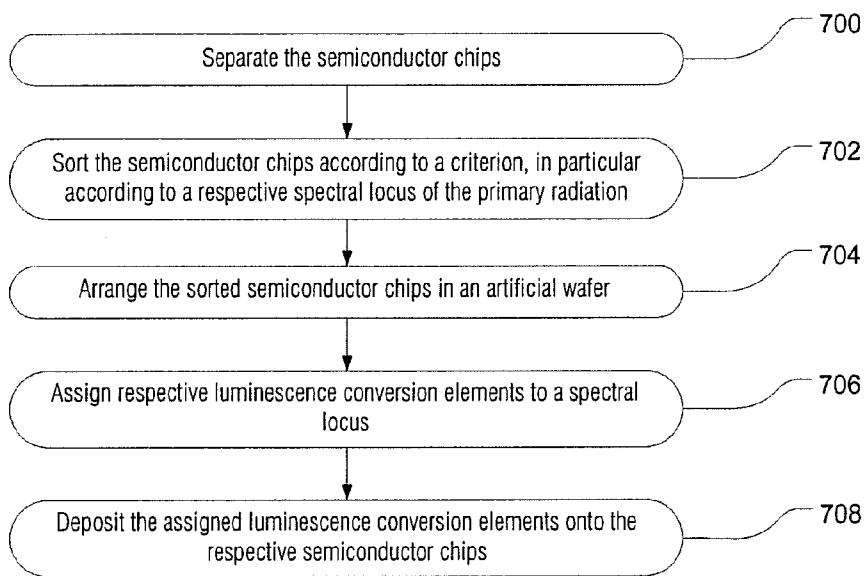 700
Separate the semiconductor chips
702
Sort the semiconductor chips according to a criterion, in particular
according to a respective spectral locus of the primary radiation
704
Arrange the sorted semiconductor chips in an artificial wafer
706
Assign respective luminescence conversion elements to a spectral
locus
708
Deposit the assigned luminescence conversion elements onto the
respective semiconductor chips